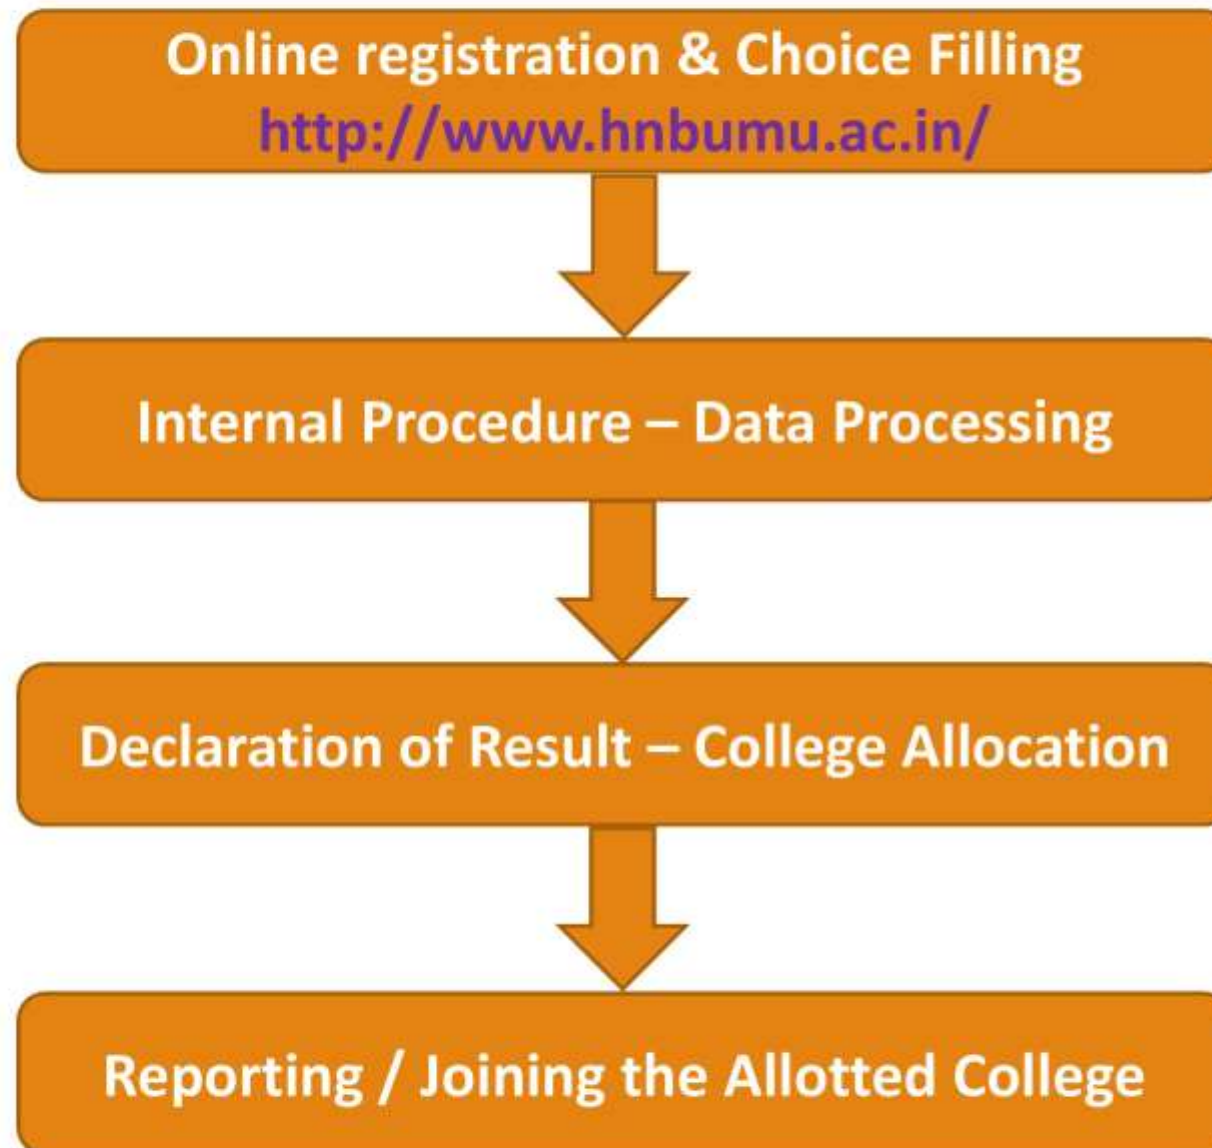 Online registration & Choice Filling
http://www.hnbumu.ac.in/
Internal Procedure – Data Processing
Declaration of Result – College Allocation
Reporting / Joining the Allotted College